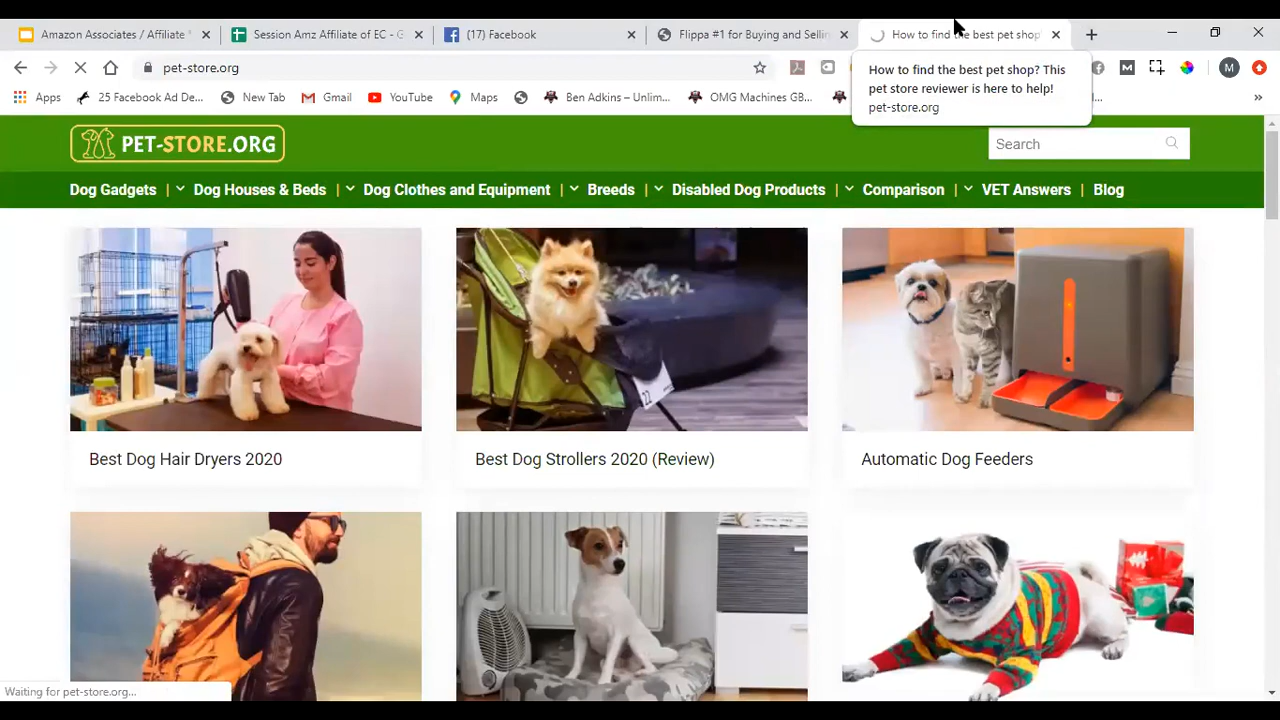 Amazon Associates / Affiliate
Session Amz Affiliate of EC - G
(17) Facebook
Flippa #1 for Buying and Sellin
How to find the best pet shop?
pet-store.org
How to find the best pet shop? This
pet store reviewer is here to help!
pet-store.org
M
M
Apps
25 Facebook Ad De...
New Tab
Gmail
YouTube
Maps
Ben Adkins – Unlim...
OMG Machines GB...
PET-STORE.ORG
Search
Dog Gadgets | Dog Houses & Beds | Dog Clothes and Equipment | Breeds | Disabled Dog Products | Comparison | VET Answers | Blog
22
Best Dog Hair Dryers 2020
Best Dog Strollers 2020 (Review)
Automatic Dog Feeders
Waiting for pet-store.org...